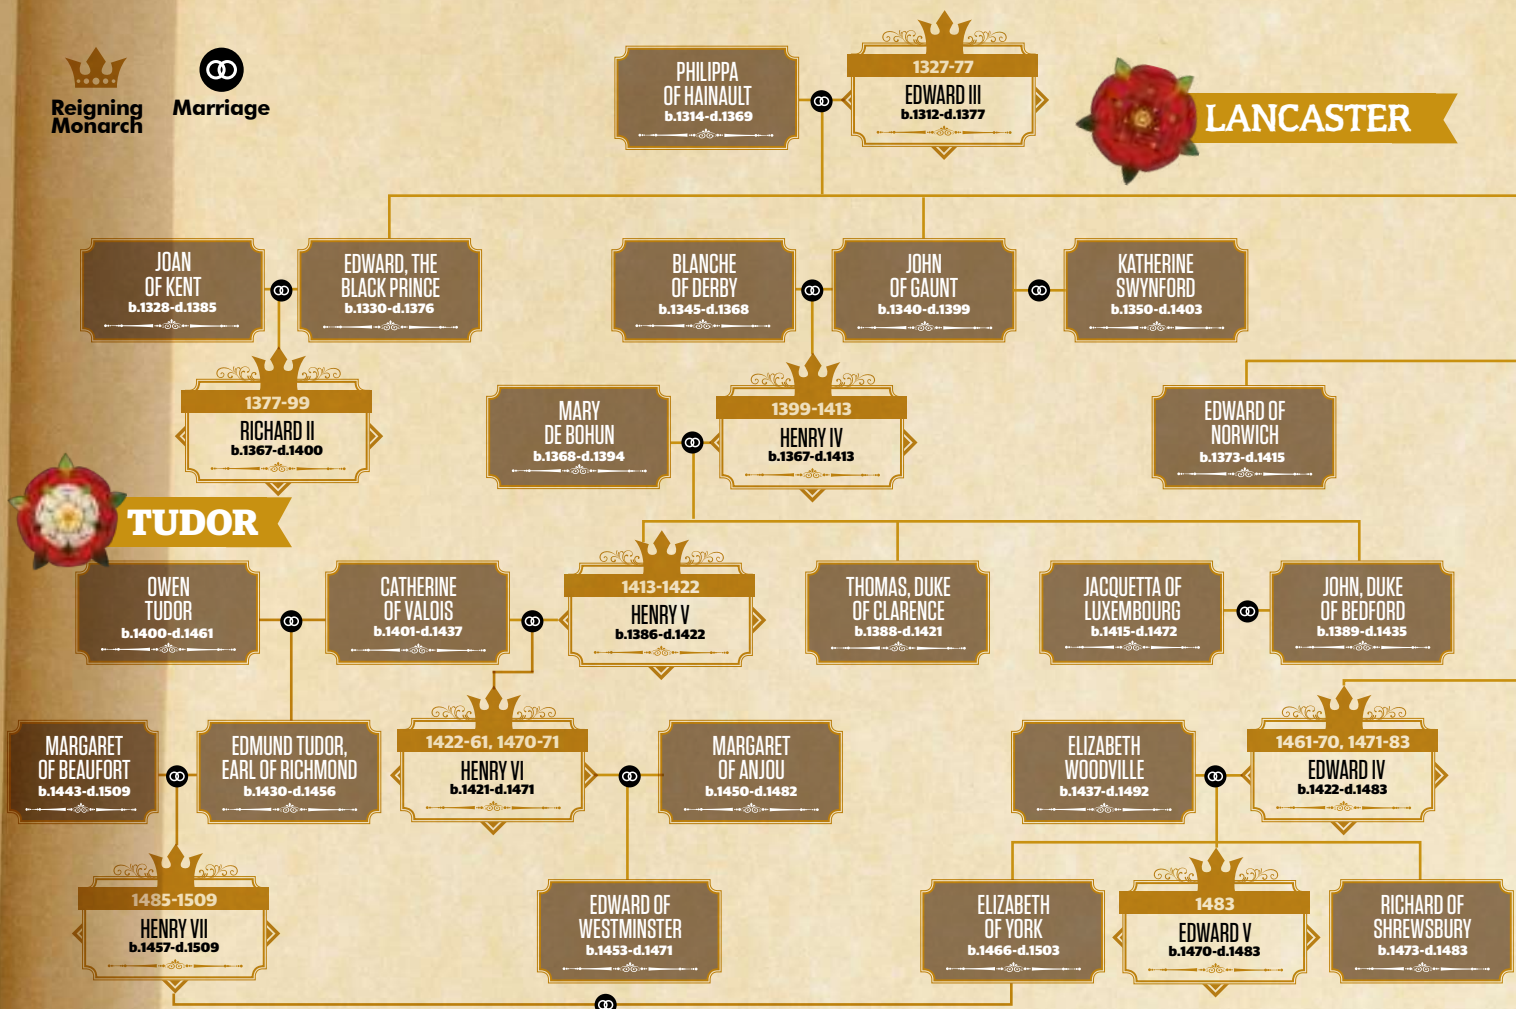 Reigning
Monarch
Marriage
PHILIPPA
OF HAINAULT
b.1314-d.1369
1327-77
EDWARD III
b.1312-d.1377
LANCASTER
JOAN
OF KENT
b.1328-d.1385
EDWARD, THE
BLACK PRINCE
b.1330-d.1376
BLANCHE
OF DERBY
b.1345-d.1368
JOHN
OF GAUNT
b.1340-d.1399
KATHERINE
SWYNFORD
b.1350-d.1403
1377-99
RICHARD II
b.1367-d.1400
MARY
DE BOHUN
b.1368-d.1394
1399-1413
HENRY IV
b.1367-d.1413
EDWARD OF
NORWICH
b.1373-d.1415
TUDOR
OWEN
TUDOR
b.1400-d.1461
CATHERINE
OF VALOIS
b.1401-d.1437
1413-1422
HENRY V
b.1386-d.1422
THOMAS, DUKE
OF CLARENCE
b.1388-d.1421
JACQUETTA OF
LUXEMBOURG
b.1415-d.1472
JOHN, DUKE
OF BEDFORD
b.1389-d.1435
MARGARET
OF BEAUFORT
b.1443-d.1509
EDMUND TUDOR,
EARL OF RICHMOND
b.1430-d.1456
1422-61, 1470-71
HENRY VI
b.1421-d.1471
MARGARET
OF ANJOU
b.1450-d.1482
ELIZABETH
WOODVILLE
b.1437-d.1492
1461-70, 1471-83
EDWARD IV
b.1422-d.1483
1485-1509
HENRY VII
b.1457-d.1509
EDWARD OF
WESTMINSTER
b.1453-d.1471
ELIZABETH
OF YORK
b.1466-d.1503
1483
EDWARD V
b.1470-d.1483
RICHARD OF
SHREWSBURY
b.1473-d.1483